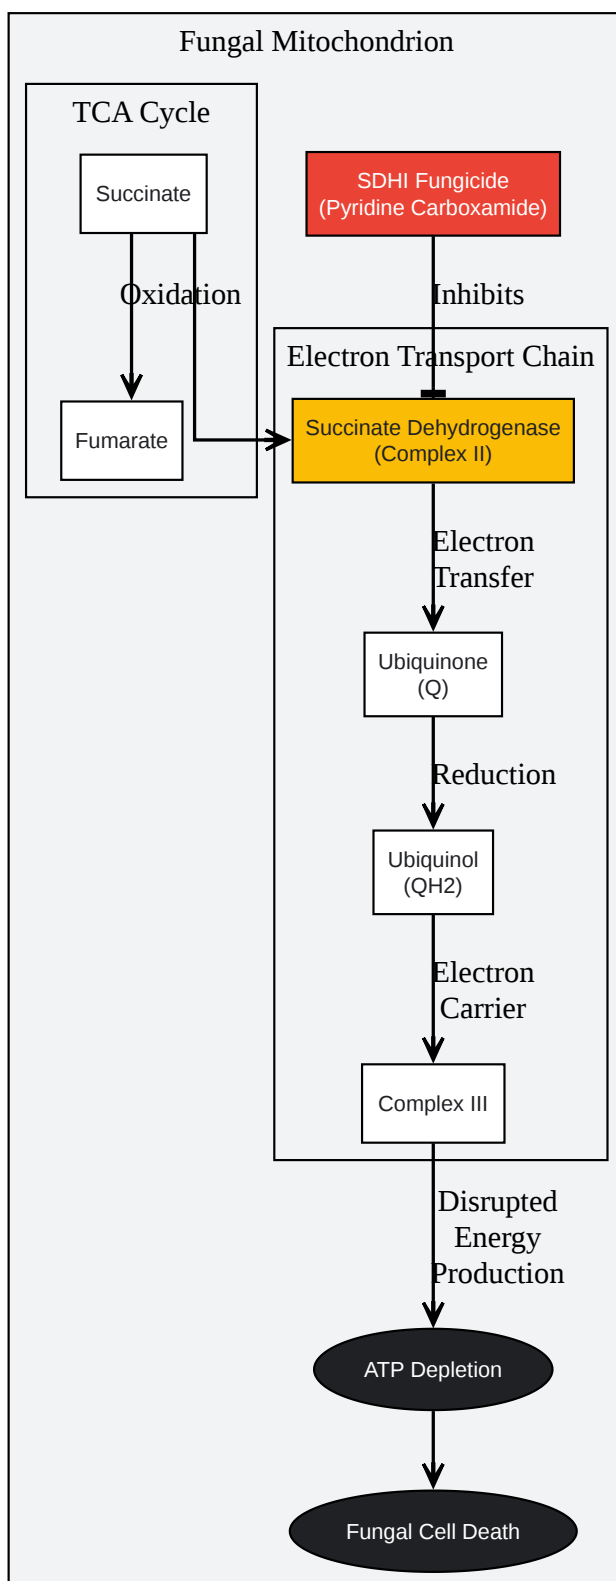 Fungal Mitochondrion
TCA Cycle
Succinate
SDHI Fungicide
(Pyridine Carboxamide)
Oxidation
Inhibits
Electron Transport Chain
Fumarate
Succinate Dehydrogenase
(Complex II)
Electron
Transfer
Ubiquinone
(Q)
Reduction
Ubiquinol
(QH2)
Electron
Carrier
Complex III
Disrupted
Energy
Production
ATP Depletion
Fungal Cell Death